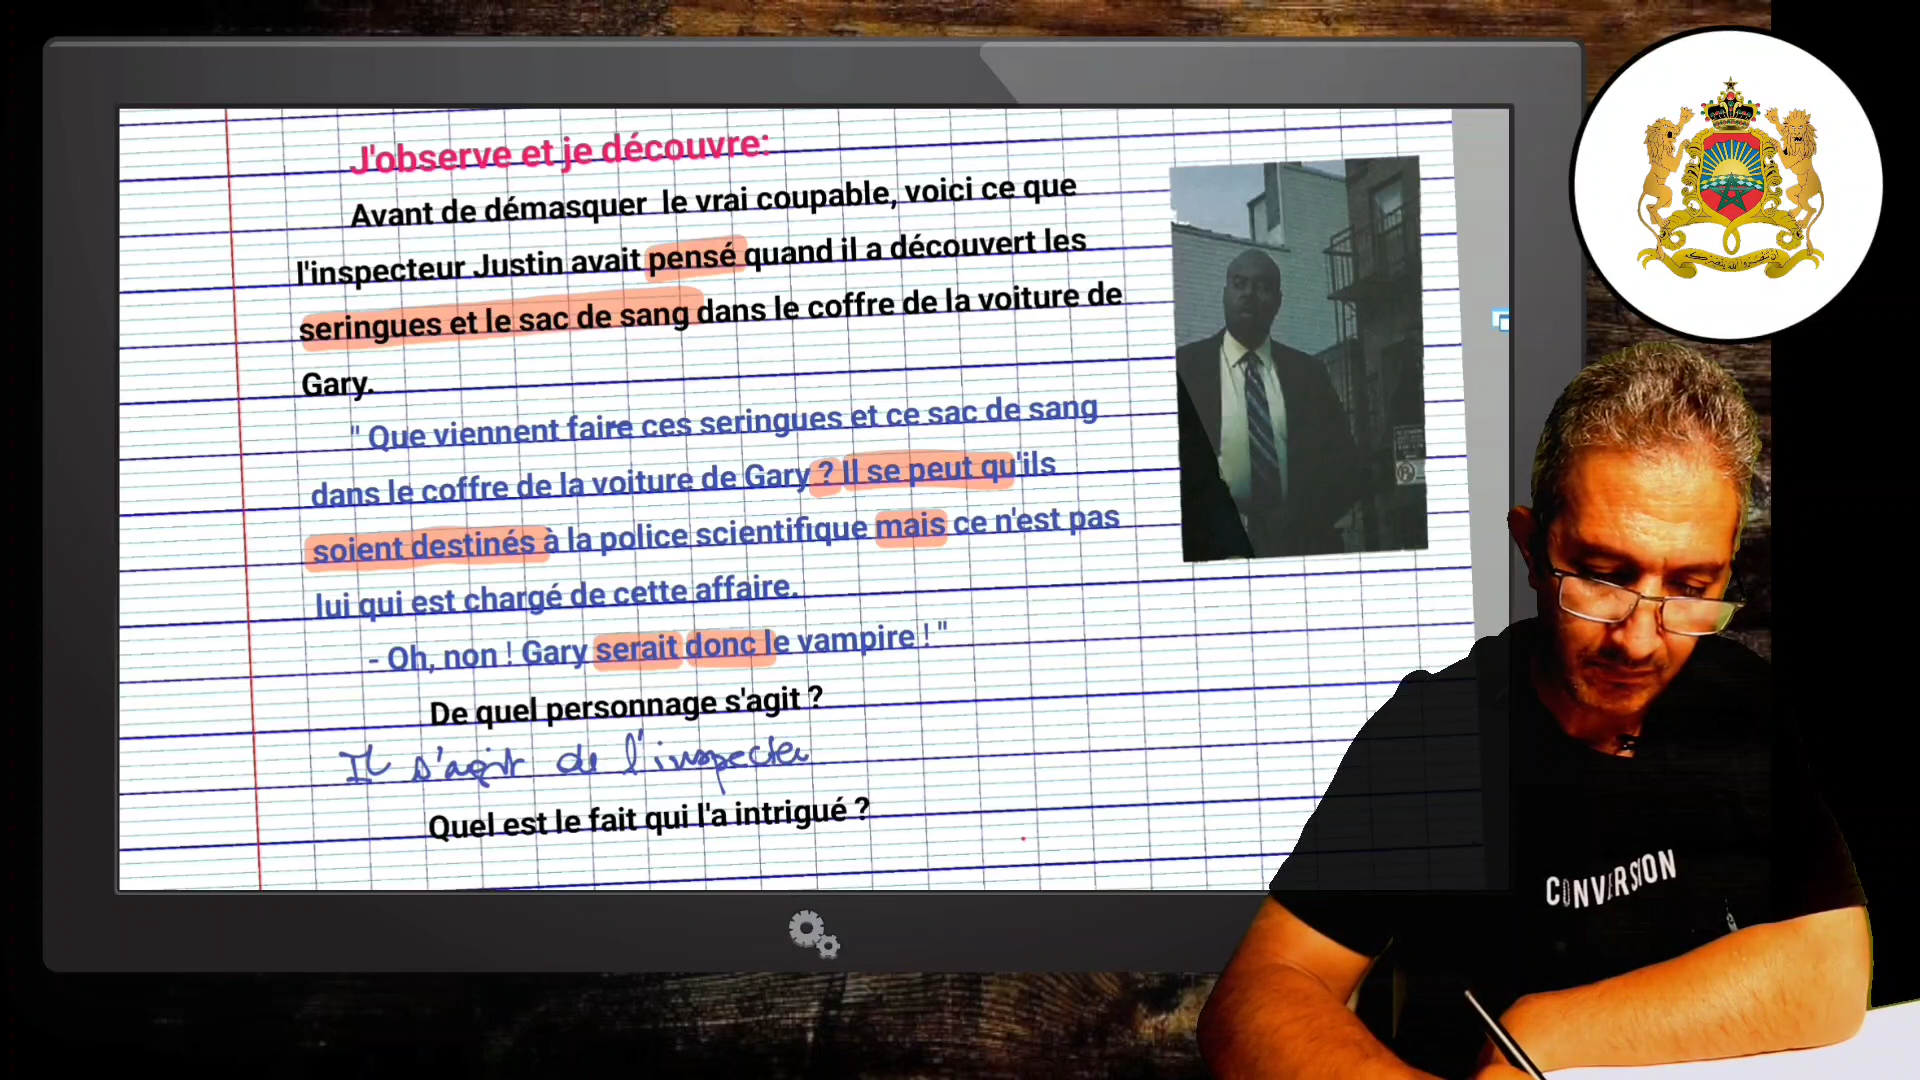 J'observe et je découvre:
Avant de démasquer le vrai coupable, voici ce que
l'inspecteur Justin avait pensé quand il a découvert les
seringues et le sac de sang dans le coffre de la voiture de
Gary.
" Que viennent faire ces seringues et ce sac de sang
dans le coffre de la voiture de Gary ? Il se peut qu'ils
soient destinés à la police scientifique mais ce n'est pas
lui qui est chargé de cette affaire.
- Oh, non ! Gary serait donc le vampire ! "
De quel personnage s'agit ?
Il s'agit de l'inspecteu
Quel est le fait qui l'a intrigué ?
CONVERSION